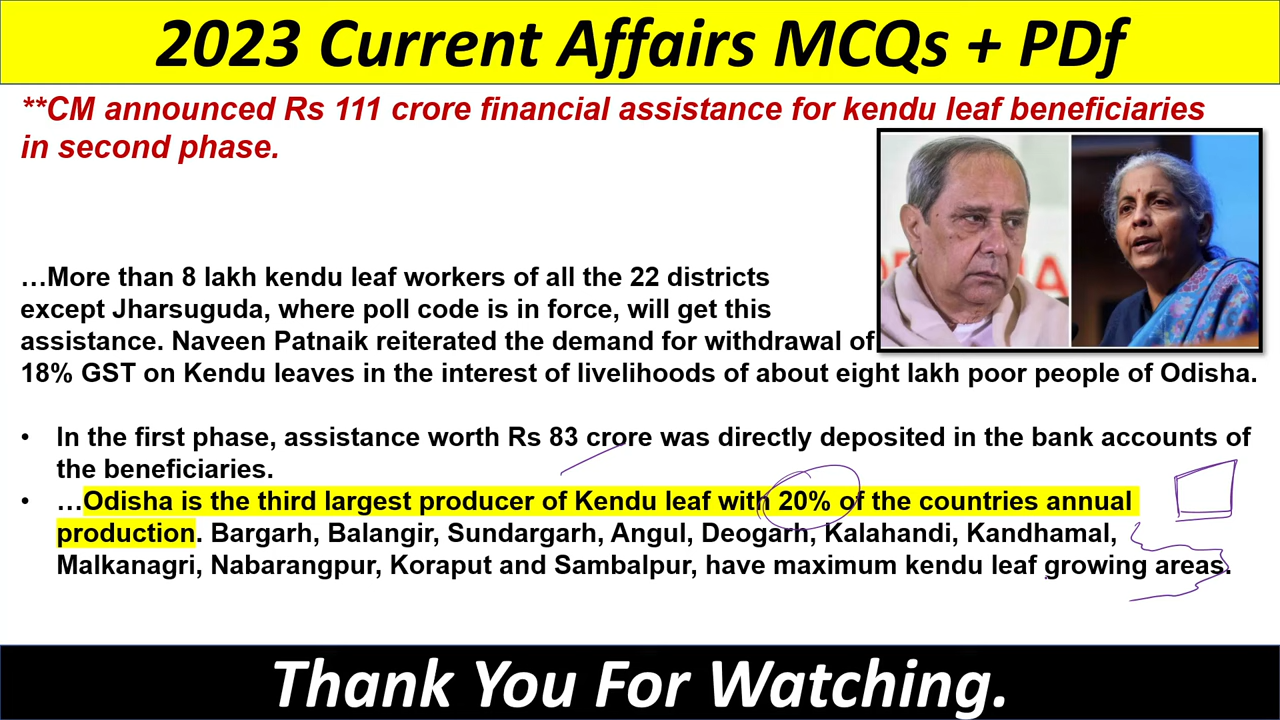 2023 Current Affairs MCQs + PDf
**CM announced Rs 111 crore financial assistance for kendu leaf beneficiaries
in second phase.
…More than 8 lakh kendu leaf workers of all the 22 districts
except Jharsuguda, where poll code is in force, will get this
assistance. Naveen Patnaik reiterated the demand for withdrawal of
18% GST on Kendu leaves in the interest of livelihoods of about eight lakh poor people of Odisha.
• In the first phase, assistance worth Rs 83 crore was directly deposited in the bank accounts of
the beneficiaries.
• …Odisha is the third largest producer of Kendu leaf with 20% of the countries annual
production. Bargarh, Balangir, Sundargarh, Angul, Deogarh, Kalahandi, Kandhamal,
Malkanagri, Nabarangpur, Koraput and Sambalpur, have maximum kendu leaf growing areas.
Thank You For Watching.